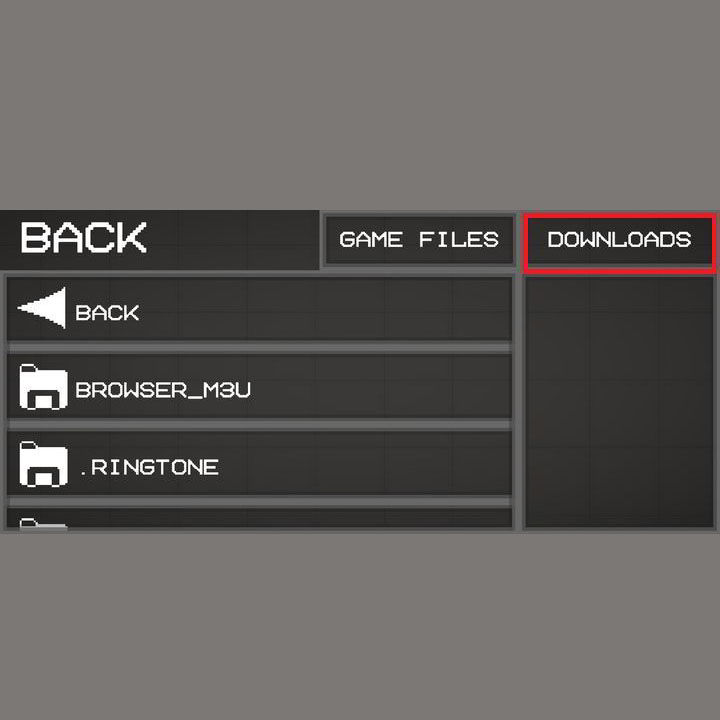 BACK
GAME FILES
DOWNLOADS
BACK
BROWSER_M3U
.RINGTONE